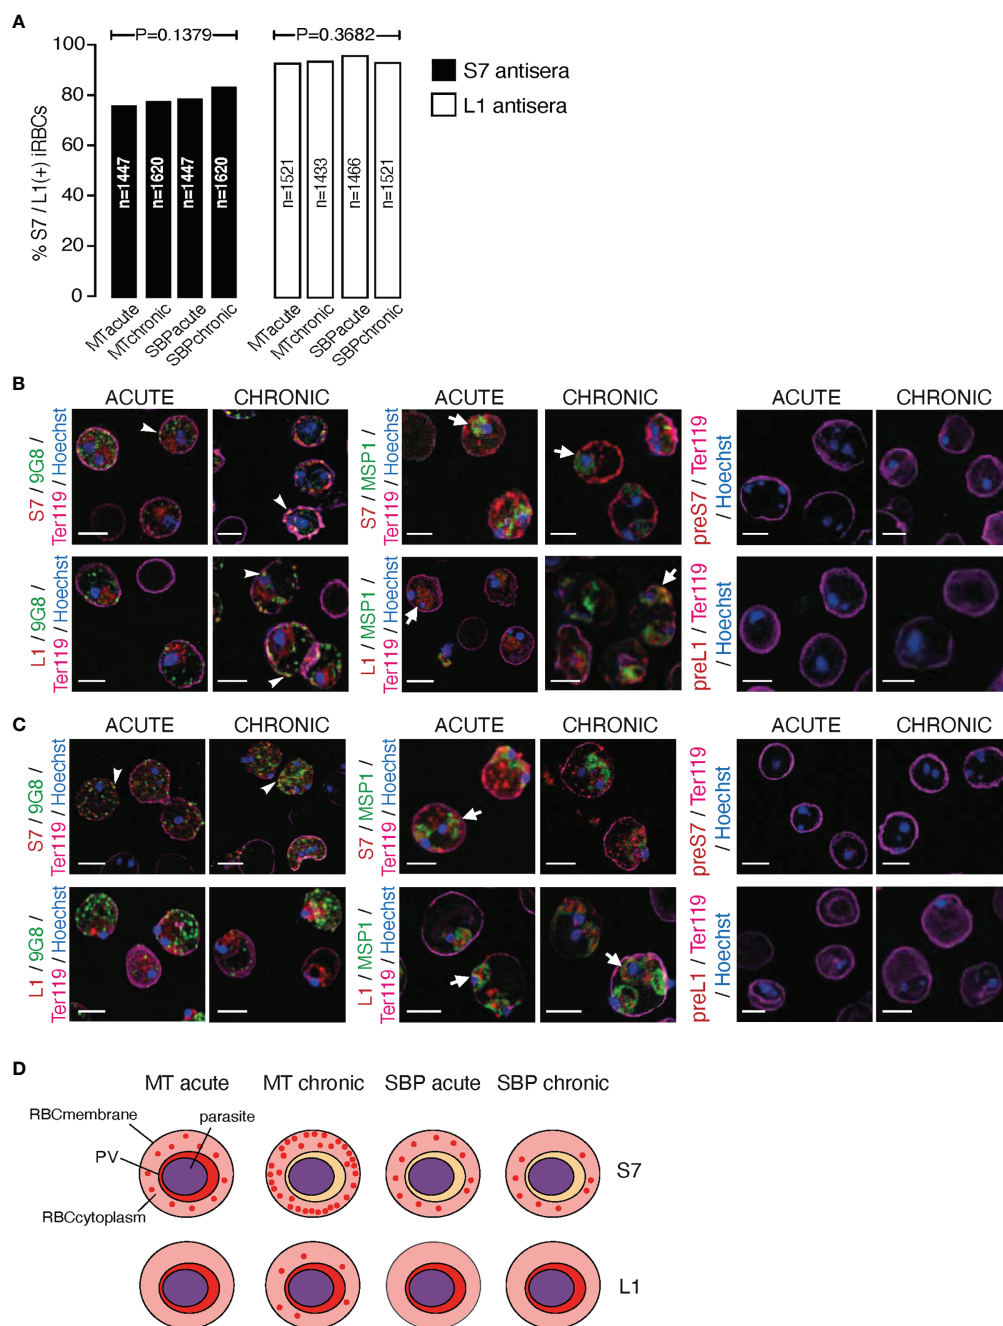 A
P=0.1379
P=0.3682
% S7 / L1(+) iRBCs
100
80
60
40
20
0
n=1447
n=1620
n=1447
n=1620
n=1521
n=1433
n=1466
n=1521
MTacute
MTchronic
SBPacute
SBPchronic
MTacute
MTchronic
SBPacute
SBPchronic
S7 antisera
L1 antisera
B
ACUTE
CHRONIC
ACUTE
CHRONIC
ACUTE
CHRONIC
S7 / 9G8 /
Ter119 / Hoechst
S7 / MSP1 /
Ter119 / Hoechst
preS7 / Ter119
/ Hoechst
L1 / 9G8 /
Ter119 / Hoechst
L1 / MSP1 /
Ter119 / Hoechst
preL1 / Ter119
/ Hoechst
C
ACUTE
CHRONIC
ACUTE
CHRONIC
ACUTE
CHRONIC
S7 / 9G8 /
Ter119 / Hoechst
S7 / MSP1 /
Ter119 / Hoechst
preS7 / Ter119
/ Hoechst
L1 / 9G8 /
Ter119 / Hoechst
L1 / MSP1 /
Ter119 / Hoechst
preL1 / Ter119
/ Hoechst
D
MT acute
MT chronic
SBP acute
SBP chronic
RBCmembrane
parasite
PV
RBCcytoplasm
S7
L1